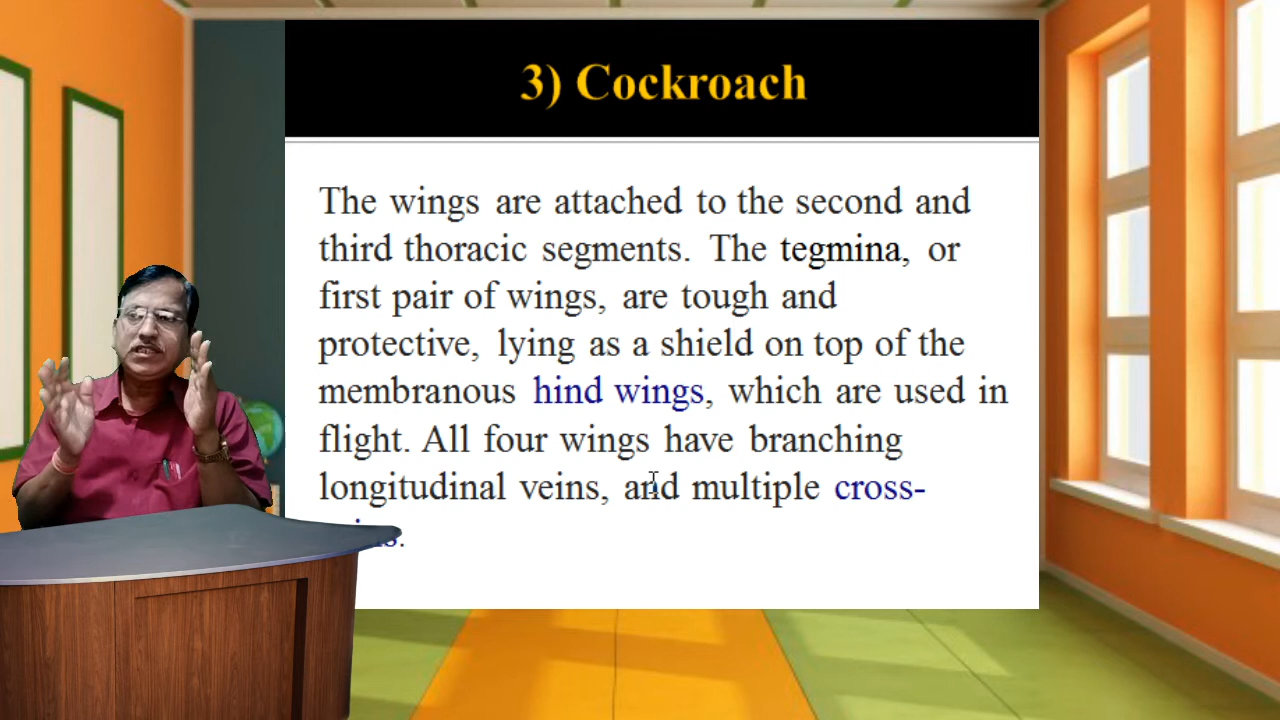 3) Cockroach
The wings are attached to the second and
third thoracic segments. The tegmina, or
first pair of wings, are tough and
protective, lying as a shield on top of the
membranous hind wings, which are used in
flight. All four wings have branching
longitudinal veins, and multiple cross-